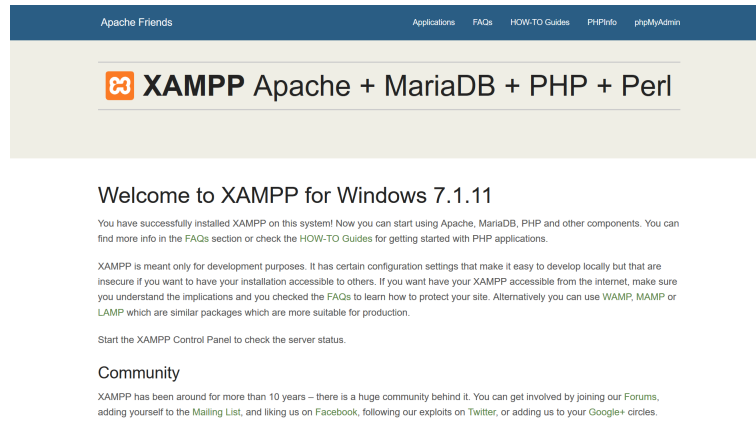 Apache Friends Applications FAQs HOW-TO Guides PHPInfo phpMyAdmin
XAMPP Apache + MariaDB + PHP + Perl
Welcome to XAMPP for Windows 7.1.11
You have successfully installed XAMPP on this system! Now you can start using Apache, MariaDB, PHP and other components. You can
find more info in the FAQs section or check the HOW-TO Guides for getting started with PHP applications.
XAMPP is meant only for development purposes. It has certain configuration settings that make it easy to develop locally but that are
insecure if you want to have your installation accessible to others. If you want have your XAMPP accessible from the internet, make sure
you understand the implications and you checked the FAQs to learn how to protect your site. Alternatively you can use WAMP, MAMP or
LAMP which are similar packages which are more suitable for production.
Start the XAMPP Control Panel to check the server status.
Community
XAMPP has been around for more than 10 years – there is a huge community behind it. You can get involved by joining our Forums,
adding yourself to the Mailing List, and liking us on Facebook, following our exploits on Twitter, or adding us to your Google+ circles.